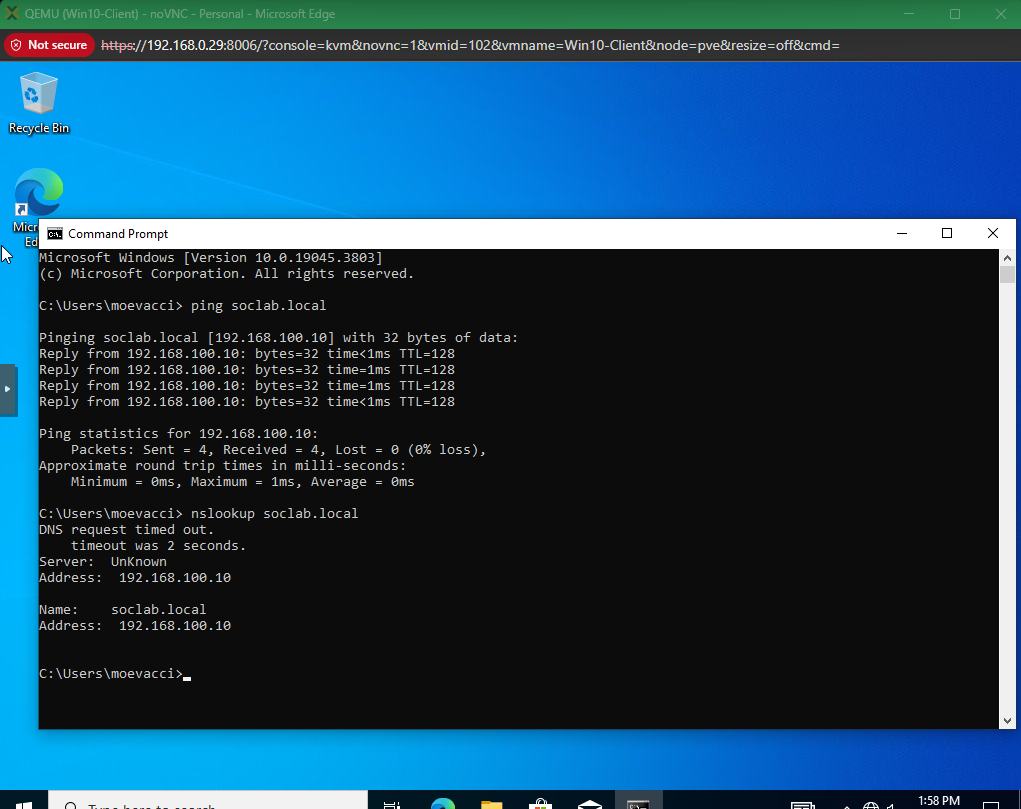 QEMU (Win10-Client) - noVNC - Personal - Microsoft Edge
Not secure https://192.168.0.29:8006/?console=kvm&novnc=1&vmid=102&vmname=Win10-Client&node=pve&resize=off&cmd=
Recycle Bin
Micr
Ed
Command Prompt
Microsoft Windows [Version 10.0.19045.3803]
(c) Microsoft Corporation. All rights reserved.
C:\Users\moevacci> ping soclab.local
Pinging soclab.local [192.168.100.10] with 32 bytes of data:
Reply from 192.168.100.10: bytes=32 time<1ms TTL=128
Reply from 192.168.100.10: bytes=32 time=1ms TTL=128
Reply from 192.168.100.10: bytes=32 time=1ms TTL=128
Reply from 192.168.100.10: bytes=32 time<1ms TTL=128
Ping statistics for 192.168.100.10:
    Packets: Sent = 4, Received = 4, Lost = 0 (0% loss),
Approximate round trip times in milli-seconds:
    Minimum = 0ms, Maximum = 1ms, Average = 0ms
C:\Users\moevacci> nslookup soclab.local
DNS request timed out.
    timeout was 2 seconds.
Server:  UnKnown
Address:  192.168.100.10
Name:    soclab.local
Address:  192.168.100.10
C:\Users\moevacci>
Type here to search
1:58 PM